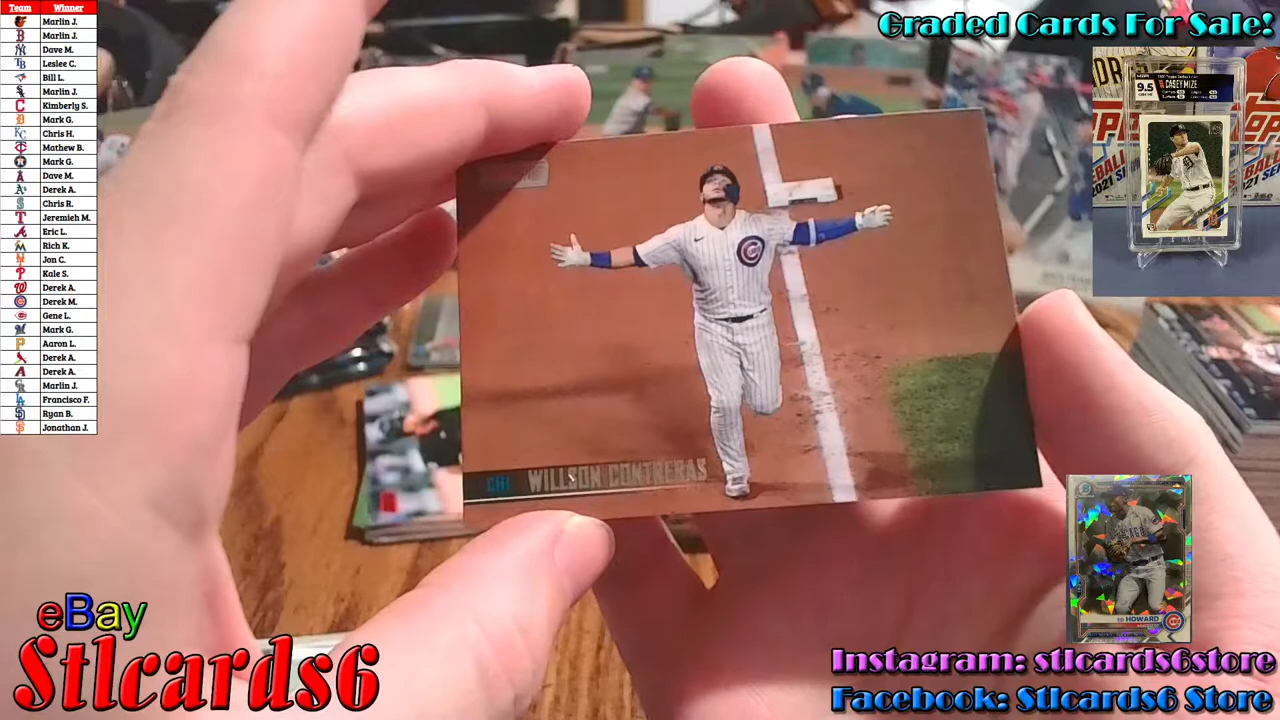 Team Winner
Marlin J.
Marlin J.
Dave M.
Leslee C.
Bill L.
Marlin J.
Kimberly S.
Mark G.
Chris H.
Mathew B.
Mark G.
Dave M.
Derek A.
Chris R.
Jeremieh M.
Eric L.
Rich K.
Jon C.
Kale S.
Derek A.
Derek M.
Gene L.
Mark G.
Aaron L.
Derek A.
Derek A.
Marlin J.
Francisco F.
Ryan B.
Jonathan J.
Graded Cards For Sale!
9.5
CASEY MIZE
CHI WILLSON CONTRERAS
HOWARD
eBay
Stlcards6
Instagram: stlcards6store
Facebook: Stlcards6 Store